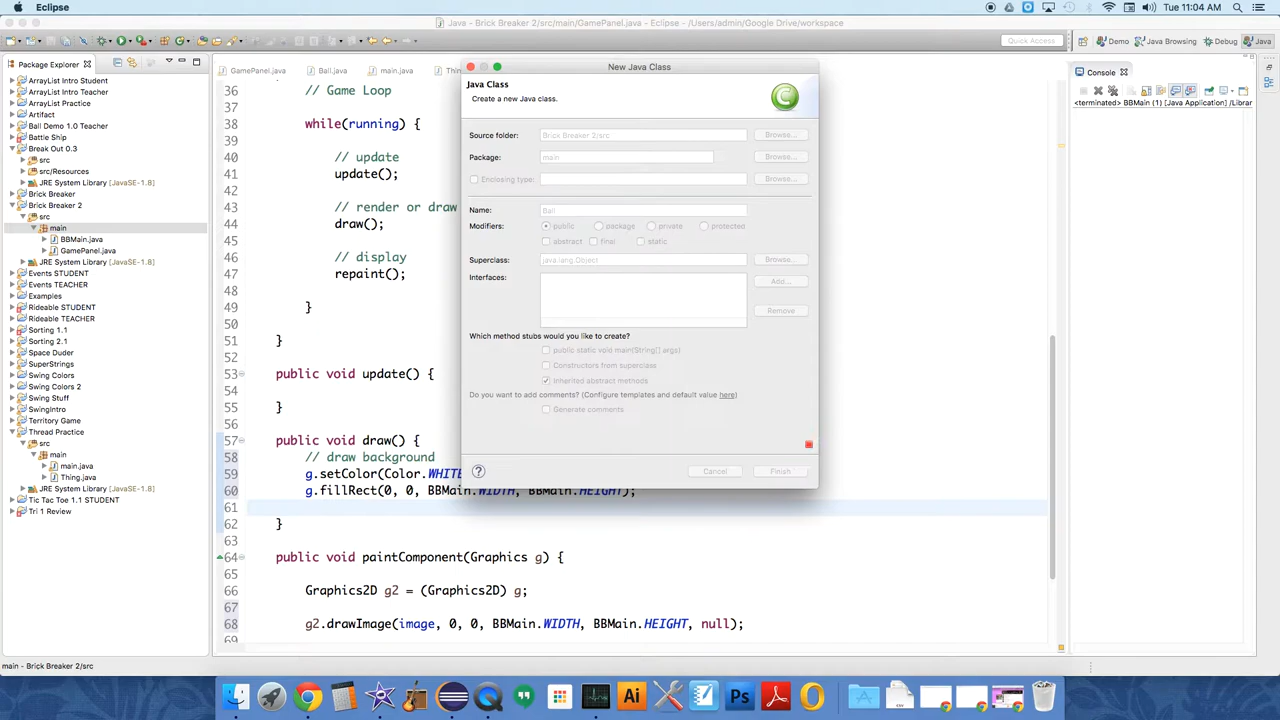 Eclipse
Tue 11:04 AM
Java - Brick Breaker 2/src/main/GamePanel.java - Eclipse - /Users/admin/Google Drive/workspace
Quick Access
Demo
Java Browsing
Debug
Java
Package Explorer
ArrayList Intro Student
ArrayList Intro Teacher
ArrayList Practice
Artifact
Ball Demo 1.0 Teacher
Battle Ship
Break Out 0.3
src
src/Resources
JRE System Library [JavaSE-1.8]
Brick Breaker
Brick Breaker 2
src
main
BBMain.java
GamePanel.java
JRE System Library [JavaSE-1.8]
Events STUDENT
Events TEACHER
Examples
Rideable STUDENT
Rideable TEACHER
Sorting 1.1
Sorting 2.1
Space Duder
SuperStrings
Swing Colors
Swing Colors 2
Swing Stuff
SwingIntro
Territory Game
Thread Practice
src
main
main.java
Thing.java
JRE System Library [JavaSE-1.8]
Tic Tac Toe 1.1 STUDENT
Tri 1 Review
GamePanel.java
Ball.java
main.java
36 // Game Loop
37
38 while(running) {
39
40 // update
41 update();
42
43 // render or draw
44 draw();
45
46 // display
47 repaint();
48
49 }
50
51 }
52
53 public void update() {
54
55 }
56
57 public void draw() {
58 // draw background
59 g.setColor(Color.WHITE
60 g.fillRect(0, 0, BBMain.WIDTH, BBMain.HEIGHT);
61
62 }
63
64 public void paintComponent(Graphics g) {
65
66 Graphics2D g2 = (Graphics2D) g;
67
68 g2.drawImage(image, 0, 0, BBMain.WIDTH, BBMain.HEIGHT, null);
69
New Java Class
Java Class
Create a new Java class.
Source folder:
Brick Breaker 2/src
Browse...
Package:
main
Browse...
Enclosing type:
Browse...
Name:
Ball
Modifiers:
public
package
private
protected
abstract
final
static
Superclass:
java.lang.Object
Browse...
Interfaces:
Add...
Remove
Which method stubs would you like to create?
public static void main(String[] args)
Constructors from superclass
Inherited abstract methods
Do you want to add comments? (Configure templates and default value here)
Generate comments
Cancel
Finish
Console
<terminated> BBMain (1) [Java Application] /Librar
main - Brick Breaker 2/src
Ai
Ps